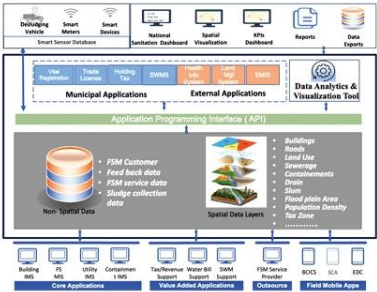 Desludging
Vehicle
Smart
Meters
Smart
Devices
Smart Sensor Database
National
Sanitation Dashboard
Spatial
Visualization
KPIs
Dashboard
Reports
Data
Exports
Vital
Registration
Trade
License
Holding
Tax
SWMS
Health
Info
System
Land
Mgt
System
EMIS
Municipal Applications
External Applications
Data Analytics &
Visualization Tool
Application Programming Interface ( API)
Non- Spatial Data
• FSM Customer
• Feed back data
• FSM service data
• Sludge collection
data
Spatial Data Layers
• Buildings
• Roads
• Land Use
• Sewerage
• Containements
• Drain
• Slum
• Flood plain Area
• Population Density
• Tax Zone
Building
IMS
FS
MIS
Utility
IMS
Containmen
t IMS
Core Applications
Tax/Revenue
Support
Water Bill
Support
SWM
Support
Value Added Applications
FSM Service
Provider
Outsource
BCICS
SCA
EDC
Field Mobile Apps